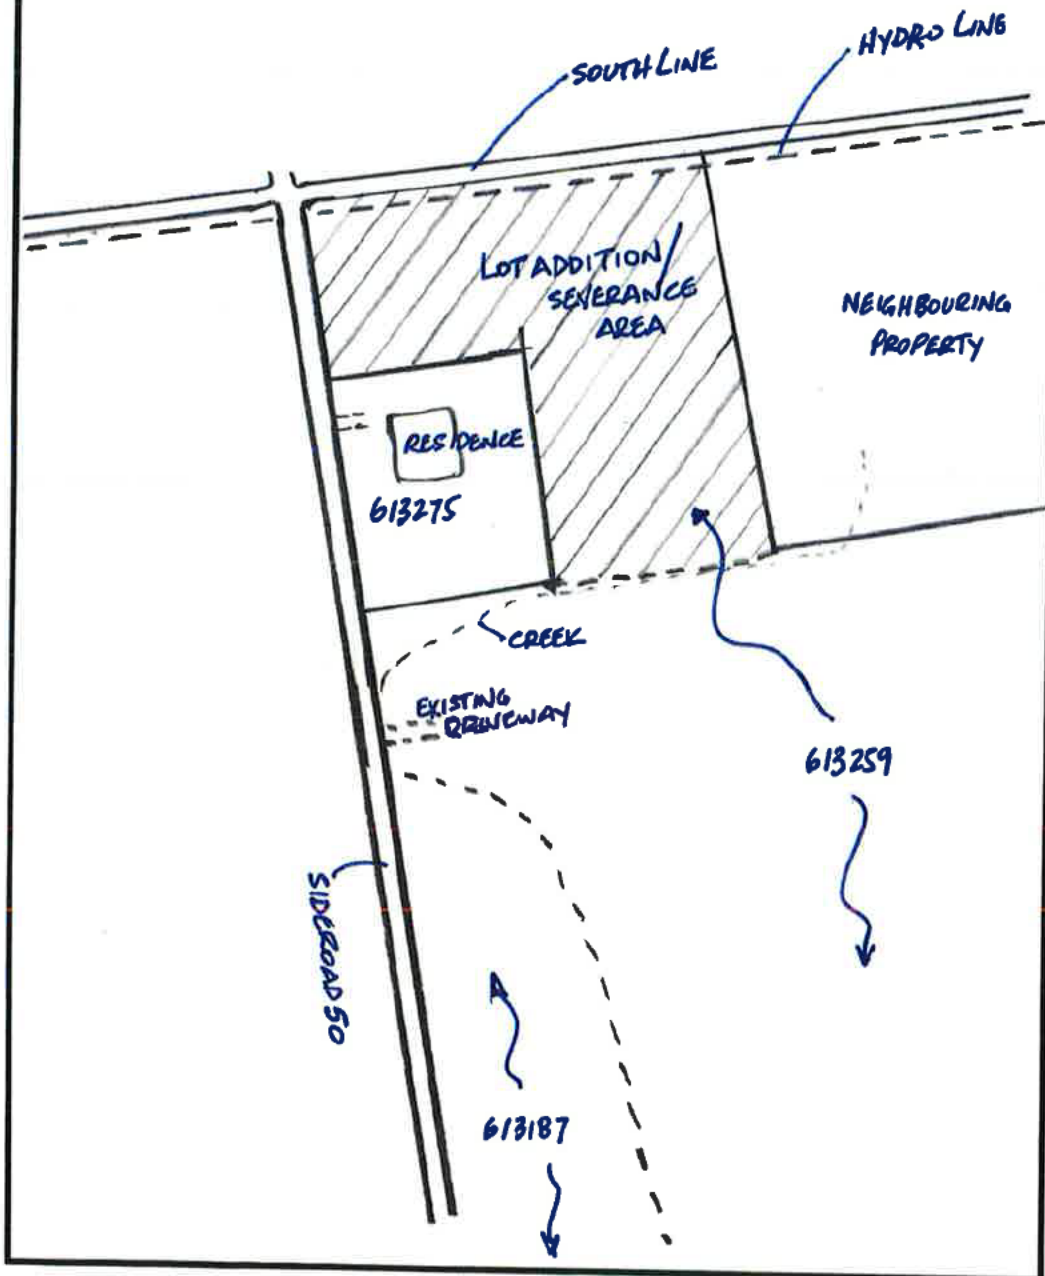 HYDRO LINE
SOUTH LINE
LOT ADDITION/
SEVERANCE
AREA
NEIGHBOURING
PROPERTY
RESIDENCE
613275
CREEK
EXISTING
DRIVEWAY
613259
SIDEROAD 50
613187